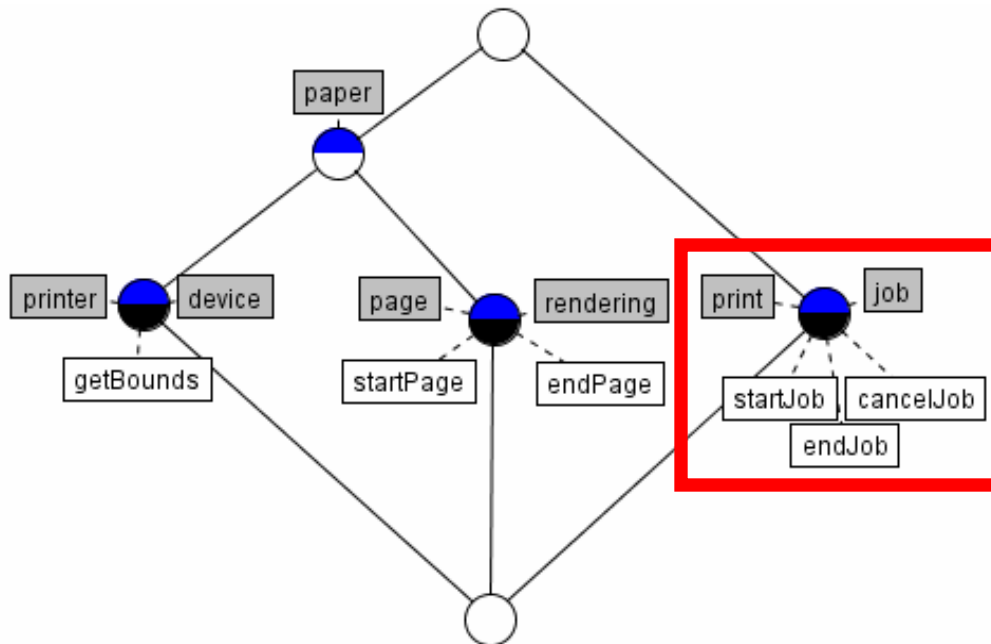 paper
printer
device
getBounds
page
rendering
startPage
endPage
print
job
startJob
cancelJob
endJob